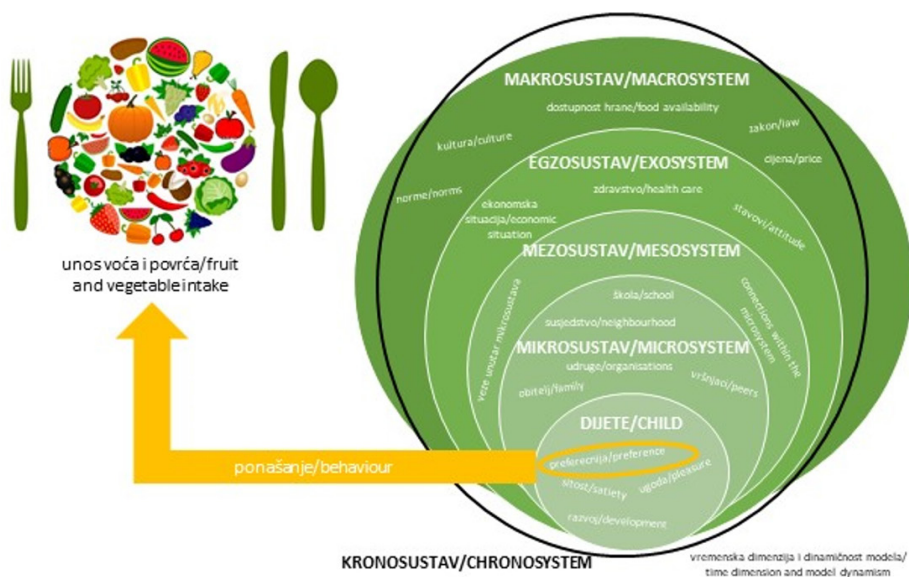 MAKROSUSTAV/MACROSYSTEM
dostupnost hrane/food availability
zakon/law
kultura/culture
cijena/price
EGZOSUSTAV/EXOSYSTEM
zdravstvo/health care
norme/norms
ekonomska
situacija/economic
situation
stavovi/attitude
MEZOSUSTAV/MESOSYSTEM
unos voća i povrća/fruit
and vegetable intake
veze unutar mikrosustava
connections within the
microsystem
škola/school
susjedstvo/neighbourhood
MIKROSUSTAV/MICROSYSTEM
udruge/organisations
obitelj/family
vršnjaci/peers
DIJETE/CHILD
preferecnija/preference
ponašanje/behaviour
sitost/satiety
ugoda/pleasure
razvoj/development
KRONOSUSTAV/CHRONOSYSTEM
vremenska dimenzija i dinamičnost modela/
time dimension and model dynamism